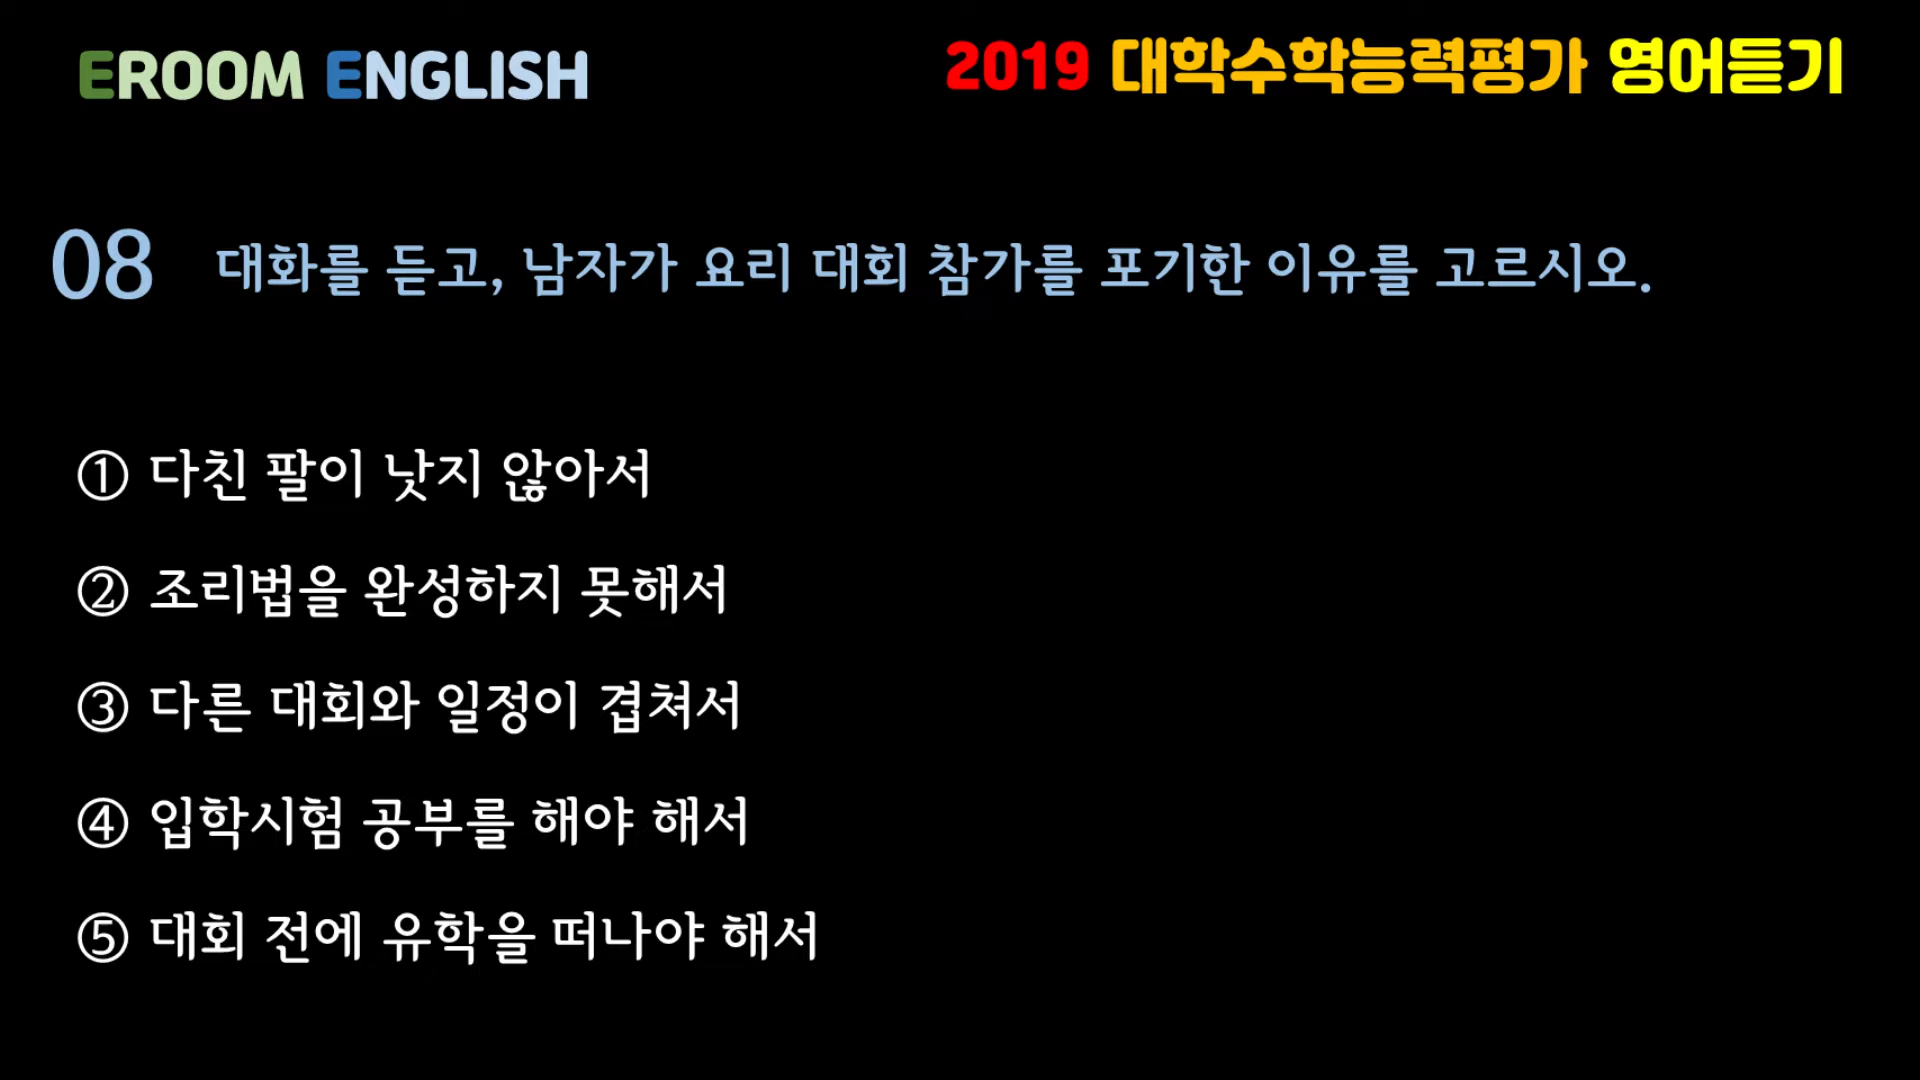 EROOM ENGLISH
2019 대학수학능력평가 영어듣기
08 대화를 듣고, 남자가 요리 대회 참가를 포기한 이유를 고르시오.
① 다친 팔이 낫지 않아서
② 조리법을 완성하지 못해서
③ 다른 대회와 일정이 겹쳐서
④ 입학시험 공부를 해야 해서
⑤ 대회 전에 유학을 떠나야 해서